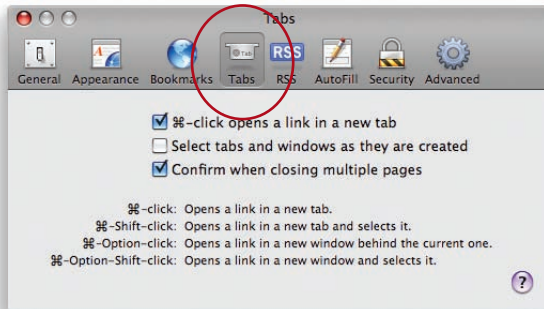 Tabs
Tab
RSS
General Appearance Bookmarks Tabs RSS AutoFill Security Advanced
⌘-click opens a link in a new tab
Select tabs and windows as they are created
Confirm when closing multiple pages
⌘-click: Opens a link in a new tab.
⌘-Shift-click: Opens a link in a new tab and selects it.
⌘-Option-click: Opens a link in a new window behind the current one.
⌘-Option-Shift-click: Opens a link in a new window and selects it.
?